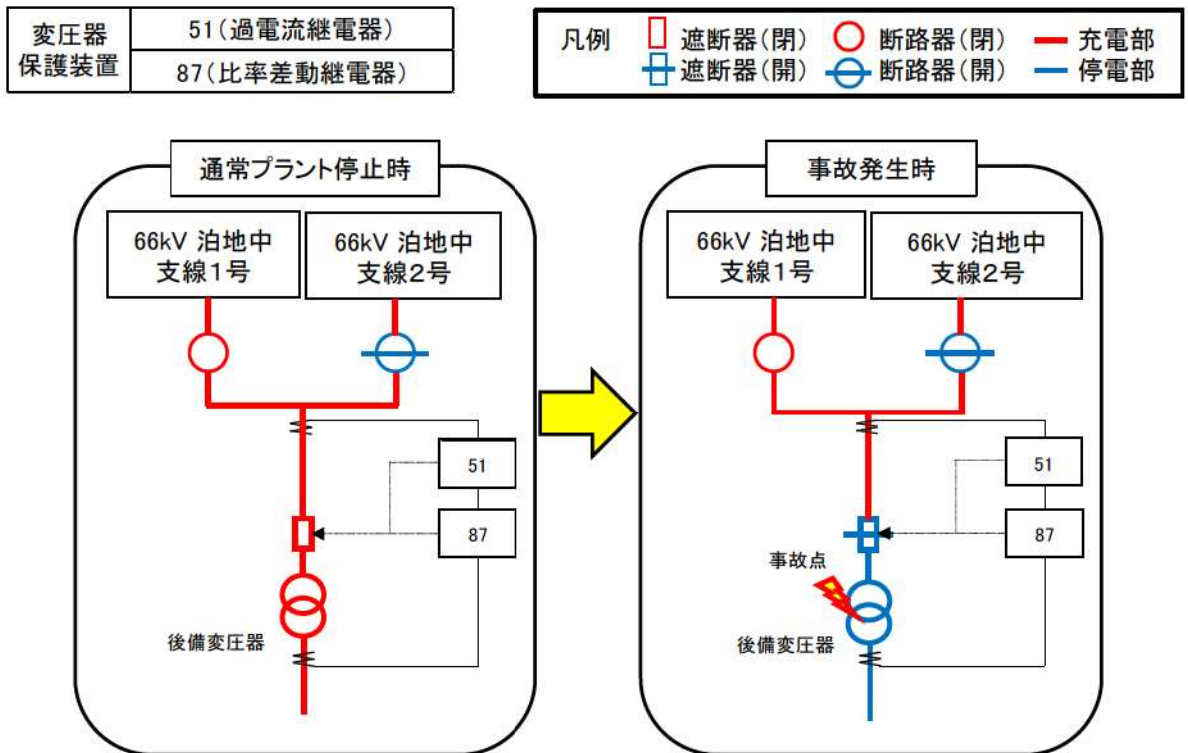 変圧器
保護装置
51(過電流継電器)
87(比率差動継電器)
凡例
遮断器(閉)
断路器(閉)
充電部
遮断器(開)
断路器(開)
停電部
通常プラント停止時
66kV 泊地中
支線1号
66kV 泊地中
支線2号
51
87
後備変圧器
事故発生時
66kV 泊地中
支線1号
66kV 泊地中
支線2号
51
87
事故点
後備変圧器